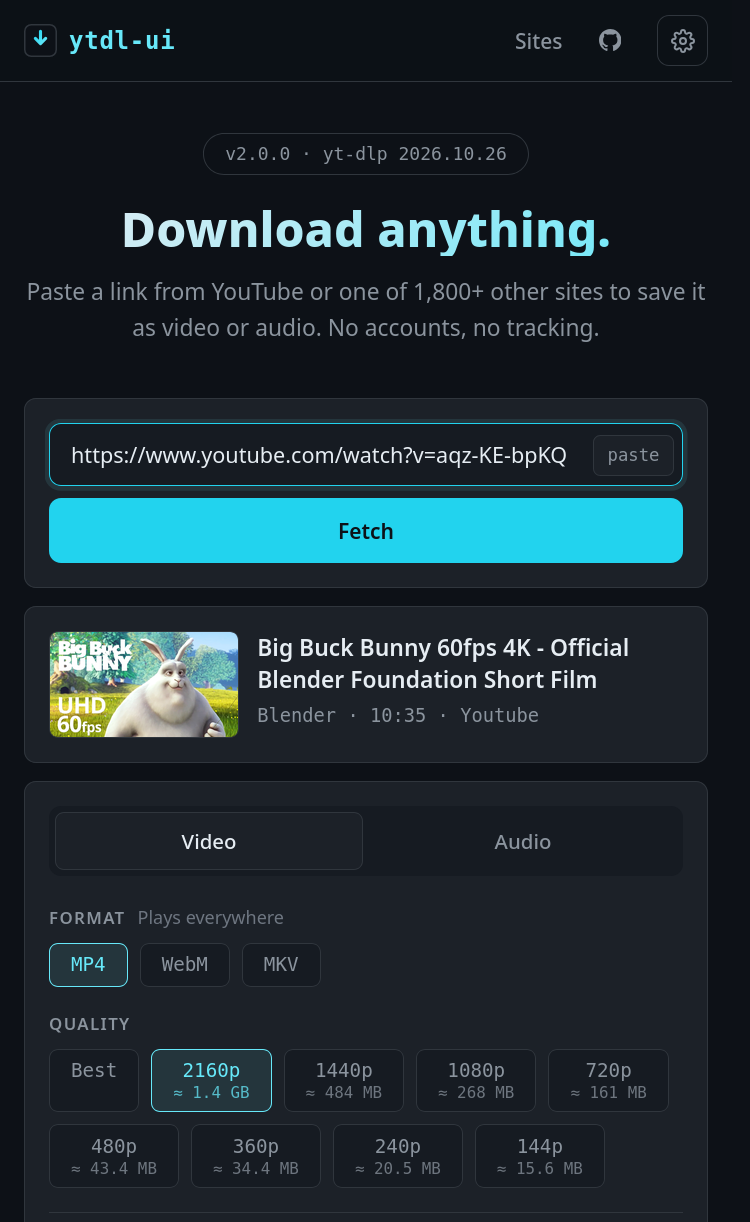 ytdl-ui
Sites
v2.0.0 · yt-dlp 2026.10.26
Download anything.
Paste a link from YouTube or one of 1,800+ other sites to save it
as video or audio. No accounts, no tracking.
https://www.youtube.com/watch?v=aqz-KE-bpKQ
paste
Fetch
Big Buck
BUNNY
UHD
60fps
Big Buck Bunny 60fps 4K - Official
Blender Foundation Short Film
Blender · 10:35 · Youtube
Video
Audio
FORMAT Plays everywhere
MP4 WebM MKV
QUALITY
Best 2160p 1440p 1080p 720p
≈ 1.4 GB ≈ 484 MB ≈ 268 MB ≈ 161 MB
480p 360p 240p 144p
≈ 43.4 MB ≈ 34.4 MB ≈ 20.5 MB ≈ 15.6 MB